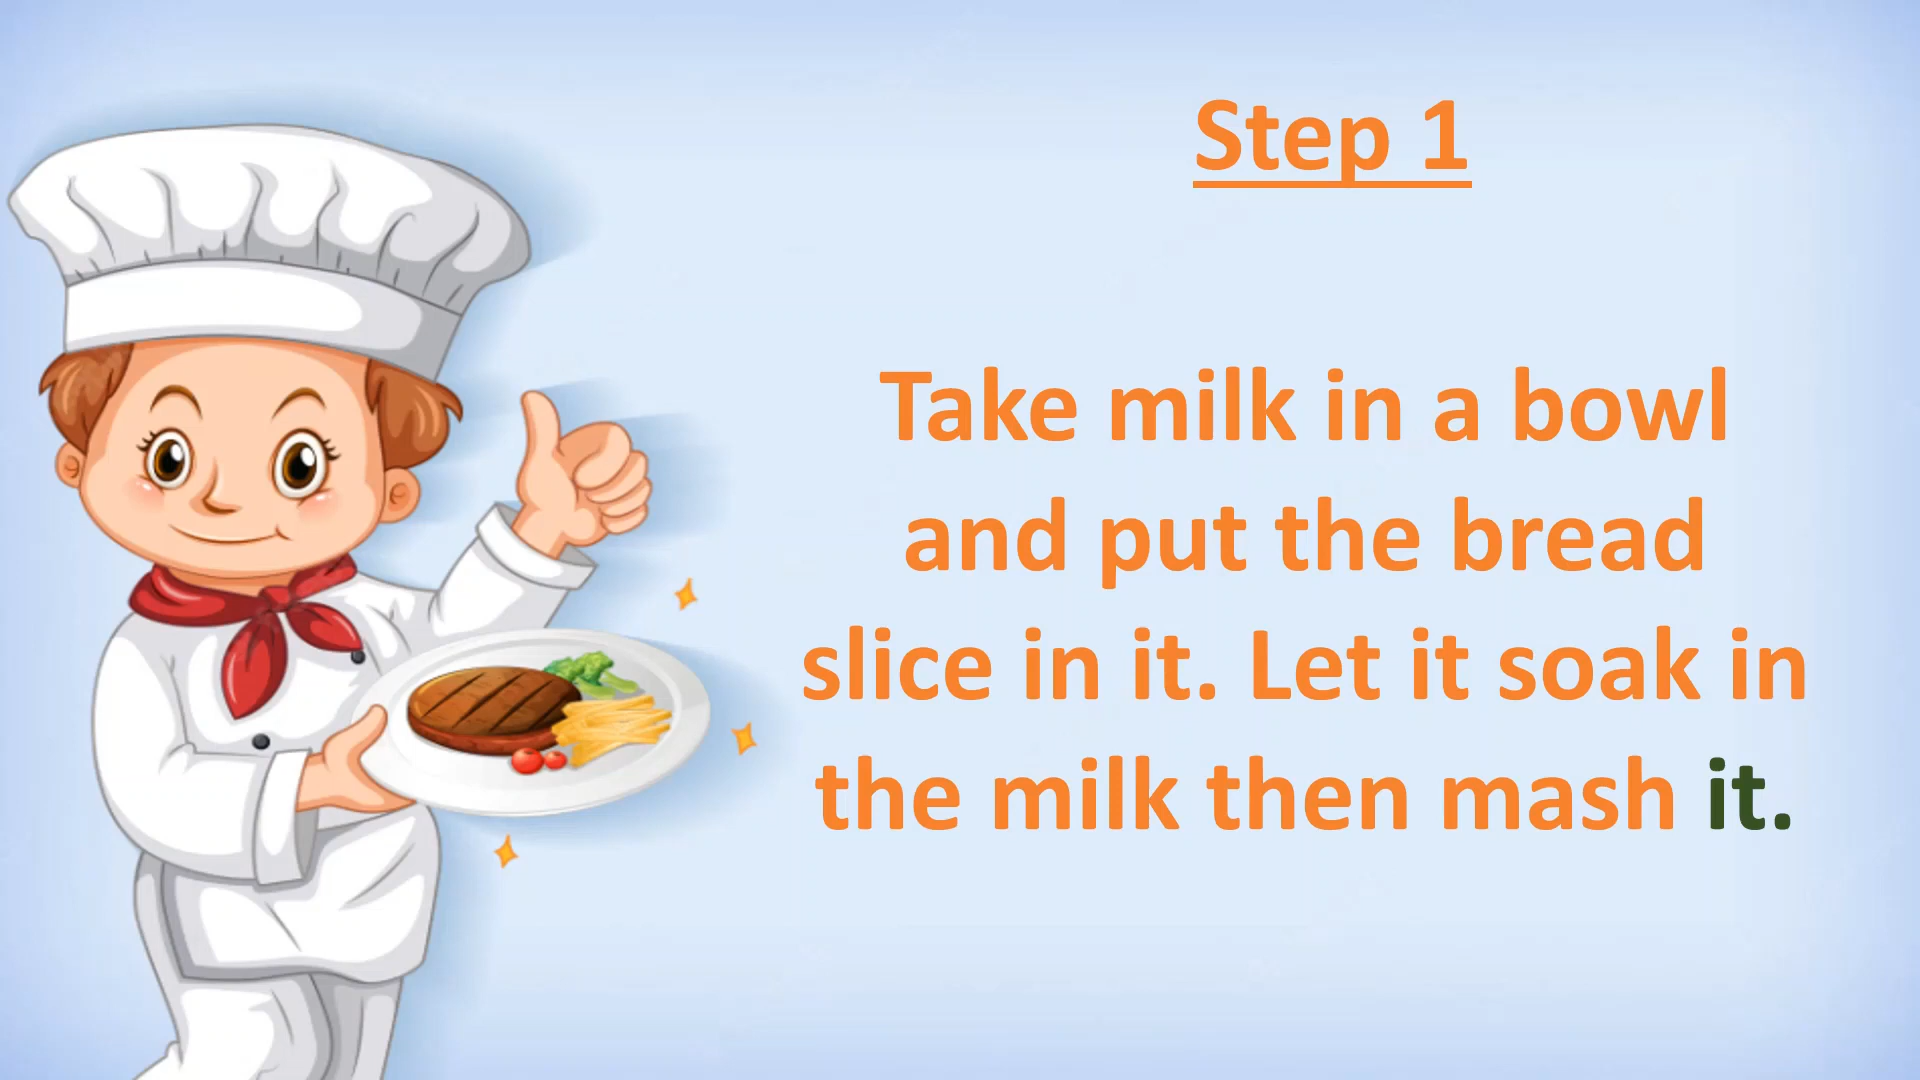 Step 1
Take milk in a bowl
and put the bread
slice in it. Let it soak in
the milk then mash it.